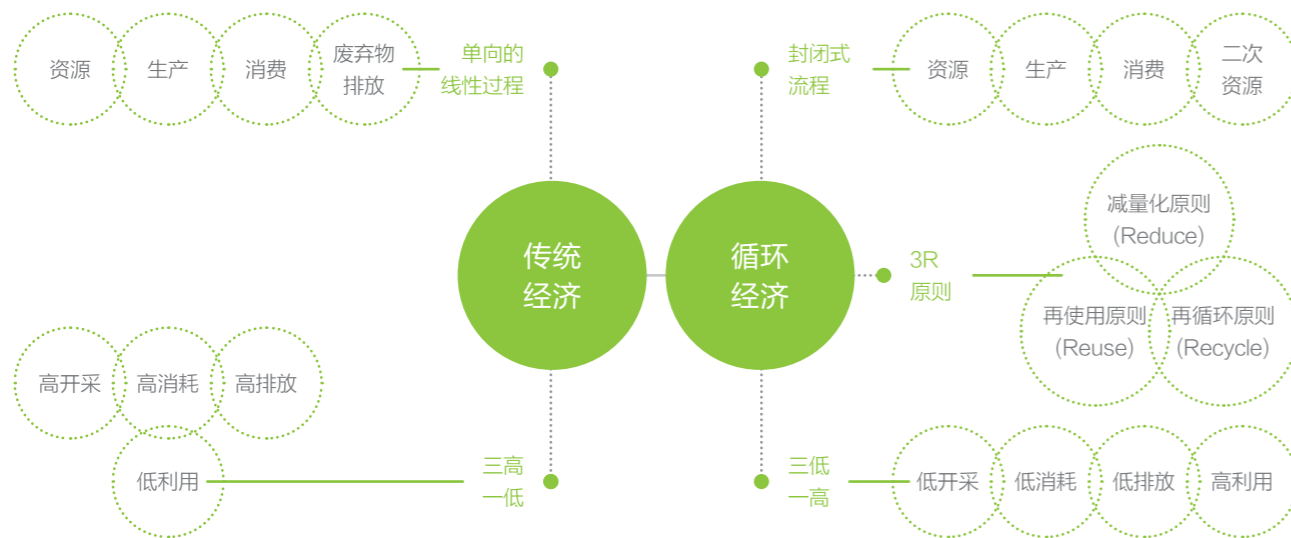 资源
生产
消费
废弃物
排放
单向的
线性过程
封闭式
流程
资源
生产
消费
二次
资源
传统
经济
循环
经济
3R
原则
减量化原则
(Reduce)
再使用原则
(Reuse)
再循环原则
(Recycle)
高开采
高消耗
高排放
低利用
三高
一低
三低
一高
低开采
低消耗
低排放
高利用